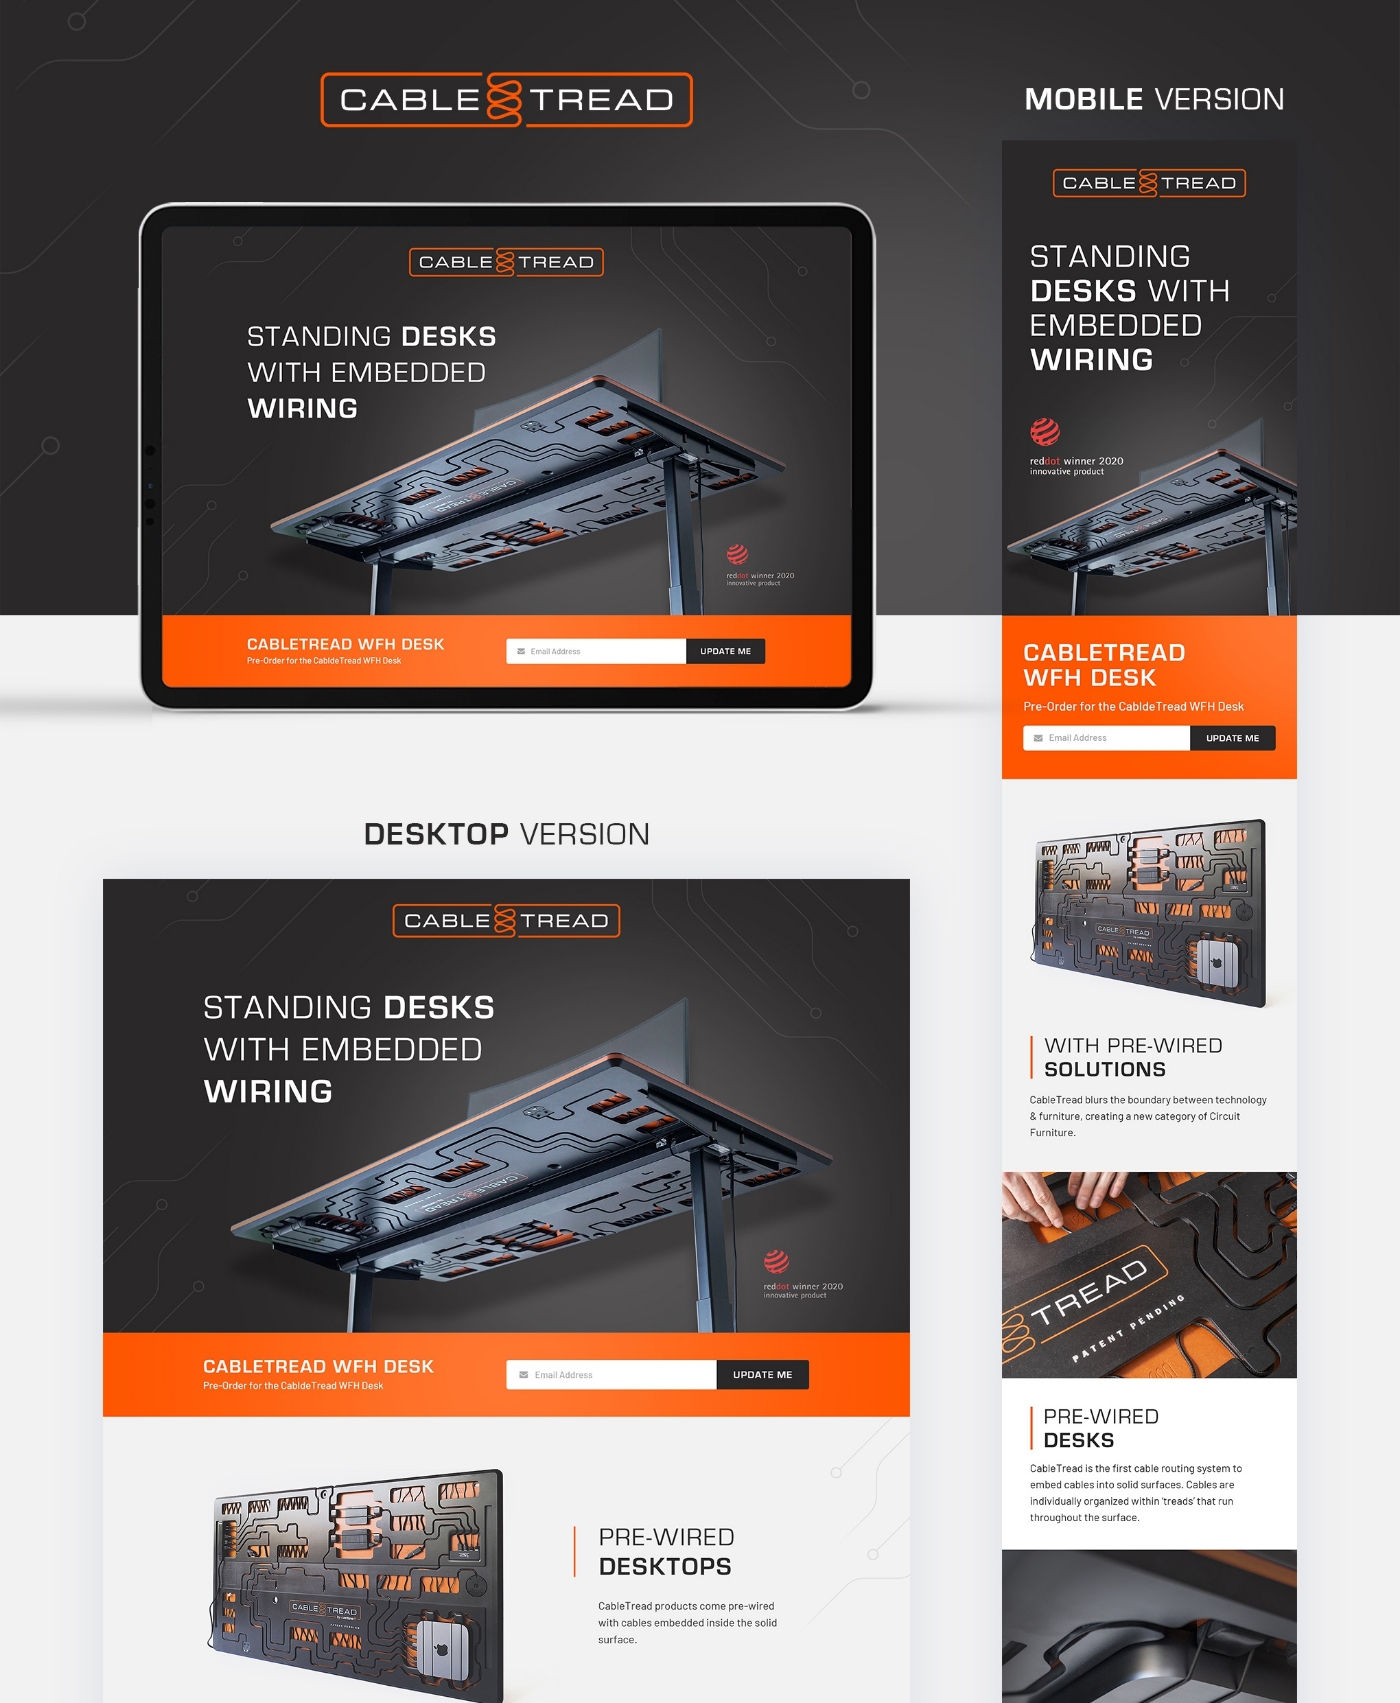 CABLE TREAD
MOBILE VERSION
CABLE TREAD
STANDING
DESKS WITH
EMBEDDED
WIRING
reddot winner 2020
innovative product
CABLETREAD
WFH DESK
Pre-Order for the CabldeTread WFH Desk
Email Address
UPDATE ME
CABLE TREAD
WITH PRE-WIRED
SOLUTIONS
CableTread blurs the boundary between technology
& furniture, creating a new category of Circuit
Furniture.
TREAD
PATENT PENDING
PRE-WIRED
DESKS
CableTread is the first cable routing system to
embed cables into solid surfaces. Cables are
individually organized within 'treads' that run
throughout the surface.
CABLE TREAD
STANDING DESKS
WITH EMBEDDED
WIRING
CABLE TREAD
reddot winner 2020
innovative product
CABLETREAD WFH DESK
Pre-Order for the CabldeTread WFH Desk
Email Address
UPDATE ME
DESKTOP VERSION
CABLE TREAD
STANDING DESKS
WITH EMBEDDED
WIRING
CABLE TREAD
reddot winner 2020
innovative product
CABLETREAD WFH DESK
Pre-Order for the CabldeTread WFH Desk
Email Address
UPDATE ME
CABLE TREAD
PRE-WIRED
DESKTOPS
CableTread products come pre-wired
with cables embedded inside the solid
surface.